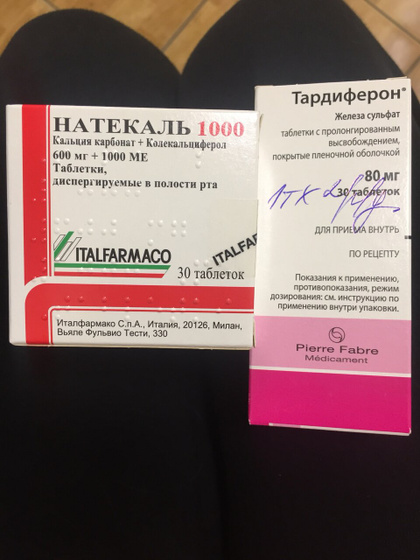 НАТЕКАЛЬ 1000
Кальция карбонат + Колекальциферол
600 мг + 1000 МЕ
Таблетки,
диспергируемые в полости рта
ITALFARMACO
ITALFA
30 таблеток
Италфармако С.п.А., Италия, 20126, Милан,
Вьяле Фульвио Тести, 330
Тардиферон®
Железа сульфат
таблетки с пролонгированным
высвобождением,
покрытые пленочной оболочкой
80 мг
30 таблеток
ДЛЯ ПРИЕМА ВНУТРЬ
ПО РЕЦЕПТУ
Показания к применению,
противопоказания, режим
дозирования: см. инструкцию по
применению внутри упаковки.
Pierre Fabre
Médicament